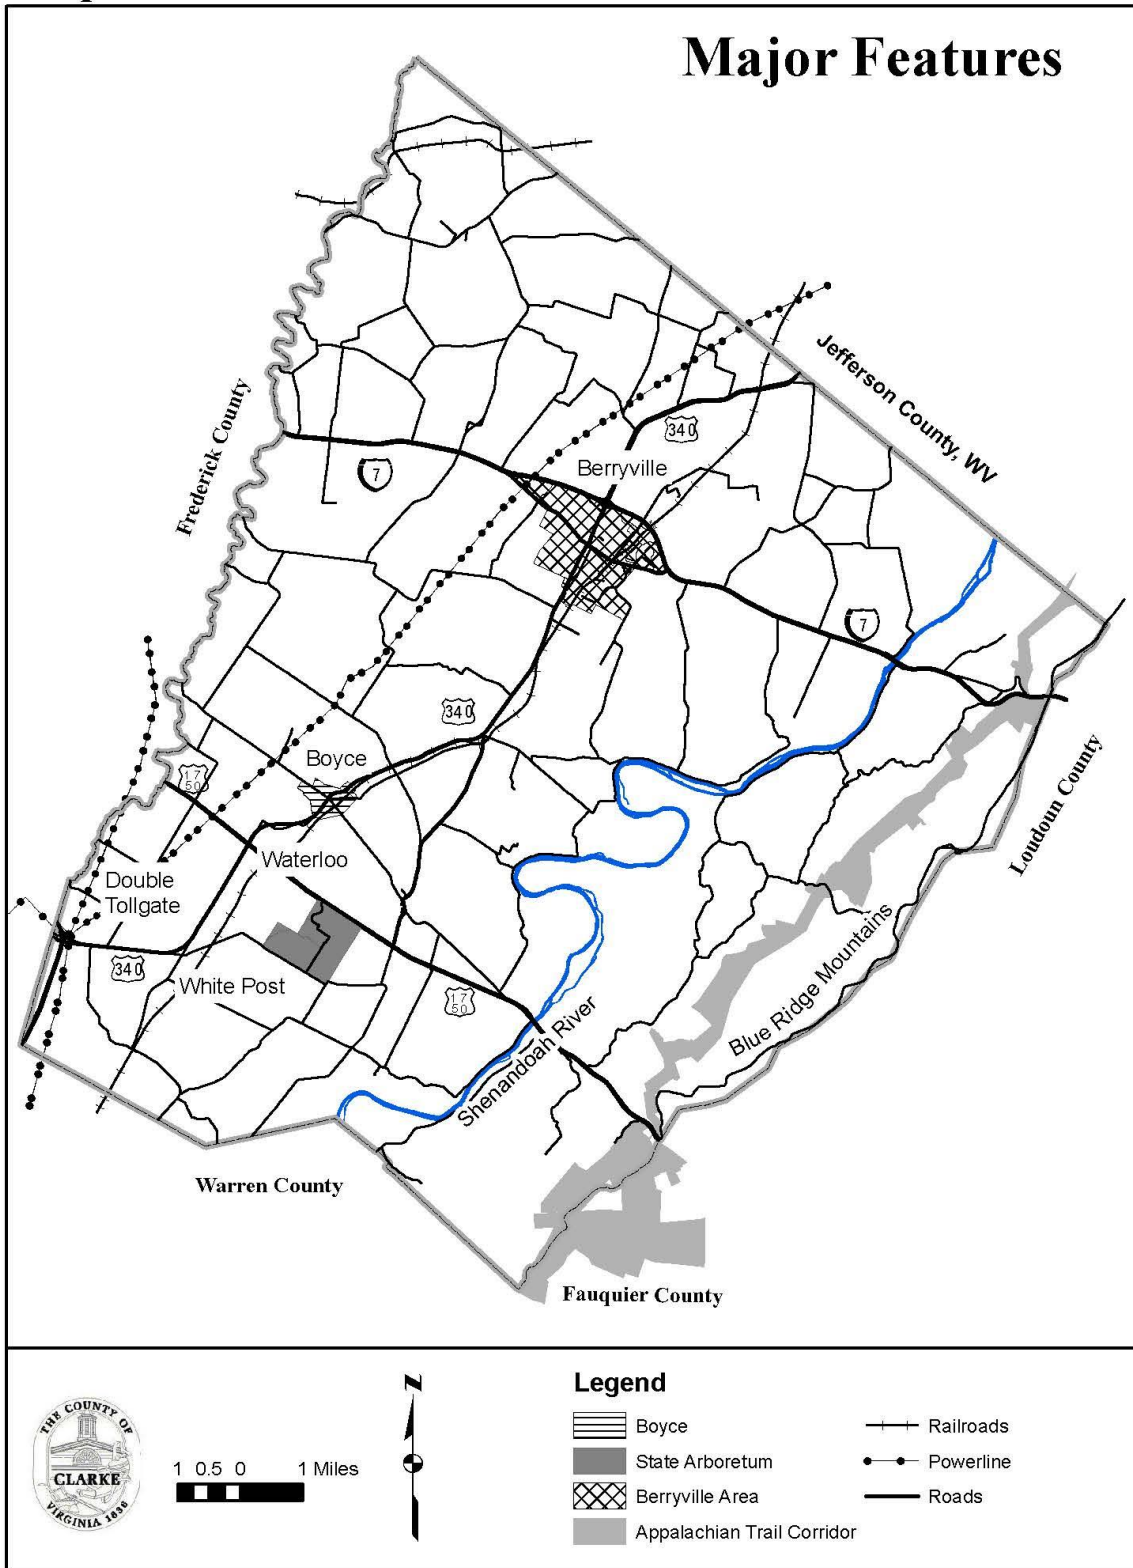 Major Features
Jefferson County, WV
Frederick County
340
7
Berryville
7
340
Boyce
17
50
Waterloo
Double
Tollgate
Loudoun County
340
White Post
17
50
Blue Ridge Mountains
Shenandoah River
Warren County
Fauquier County
THE COUNTY OF
CLARKE
VIRGINIA 1836
1 0.5 0 1 Miles
N
Legend
Boyce
State Arboretum
Berryville Area
Appalachian Trail Corridor
Railroads
Powerline
Roads